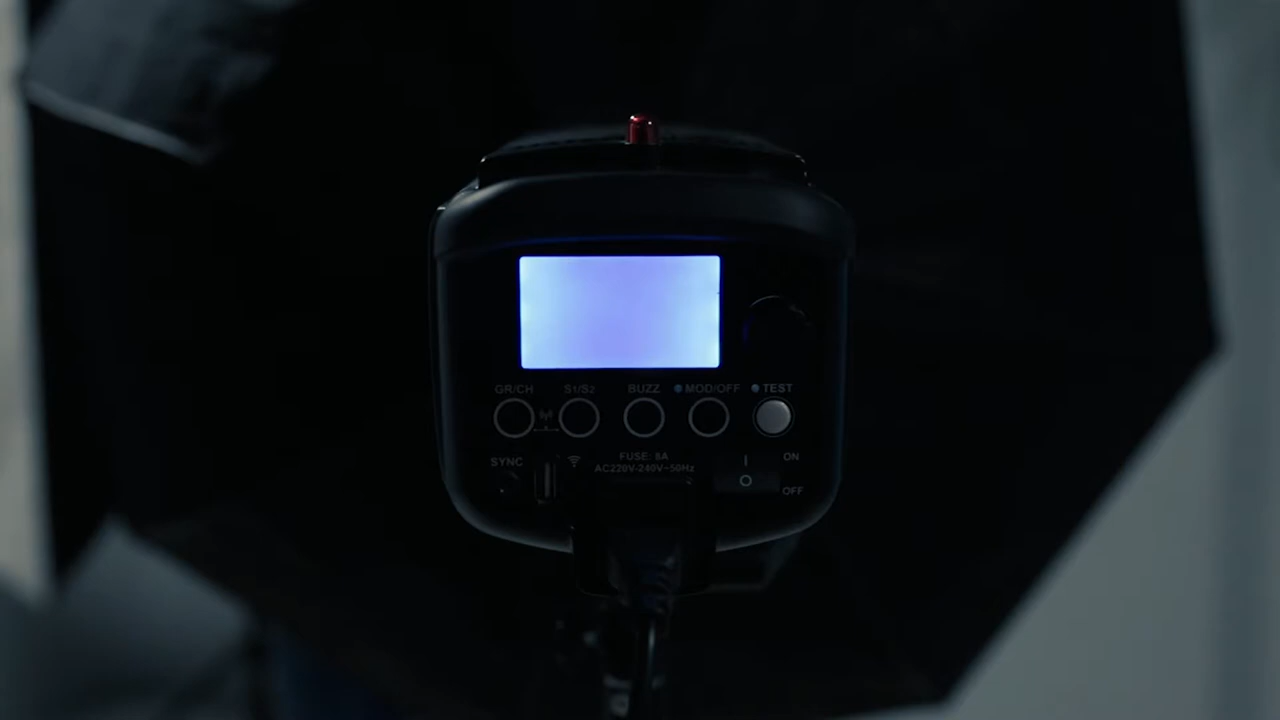 GR/CH S1/S2 BUZZ MOD/OFF TEST
SYNC
FUSE: 8A
AC220V-240V~50Hz
I ON
O OFF